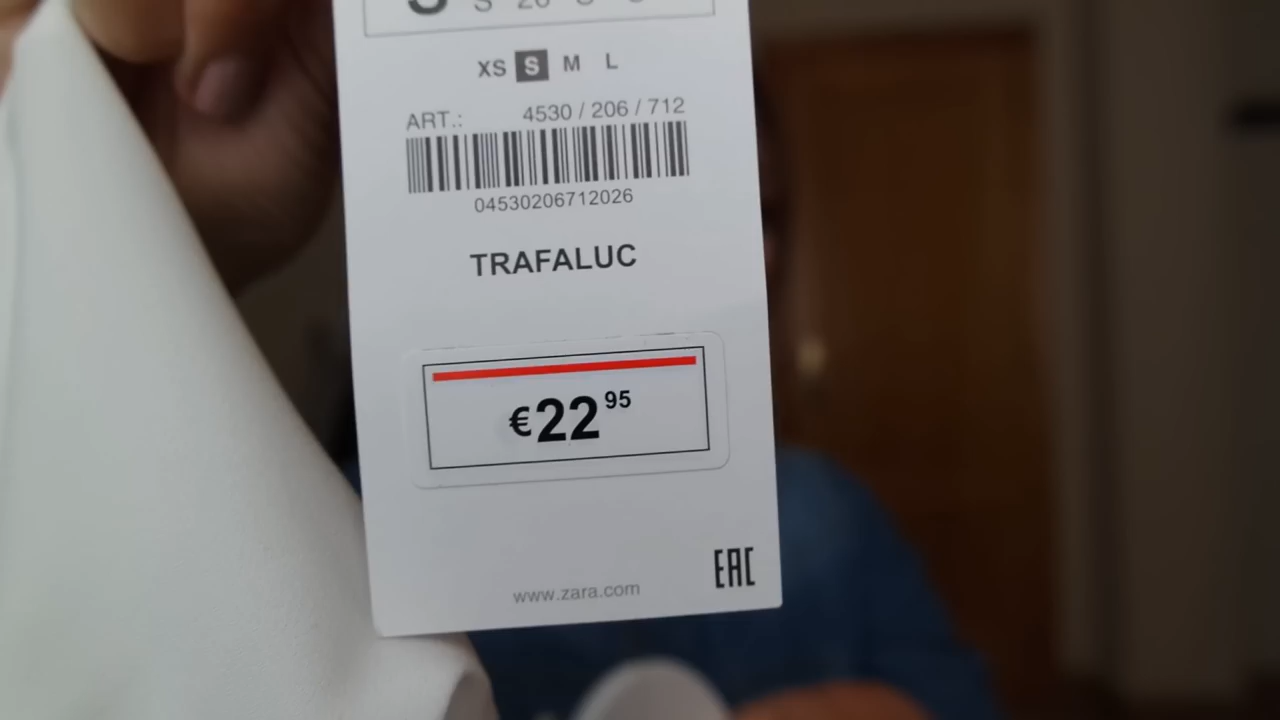 XS S M L
ART.: 4530 / 206 / 712
04530206712026
TRAFALUC
€22 95
EAC
www.zara.com